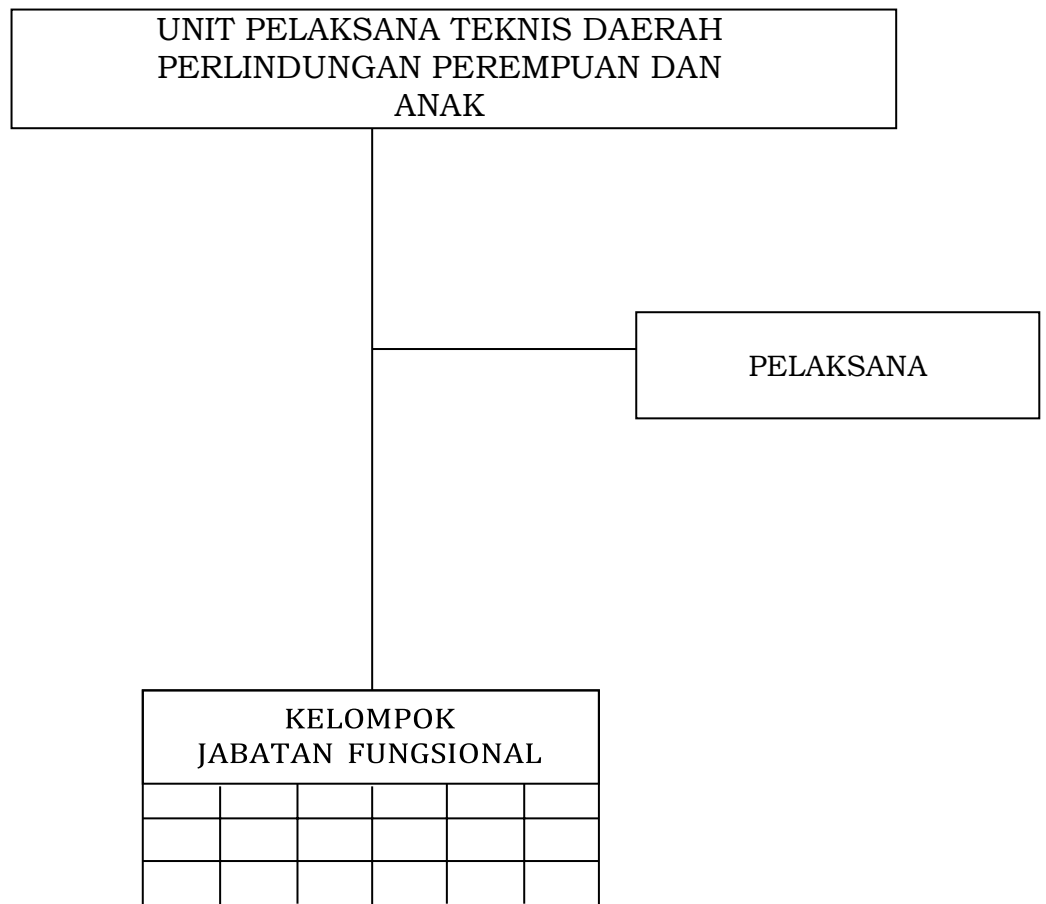 UNIT PELAKSANA TEKNIS DAERAH
PERLINDUNGAN PEREMPUAN DAN
ANAK
PELAKSANA
KELOMPOK
JABATAN FUNGSIONAL